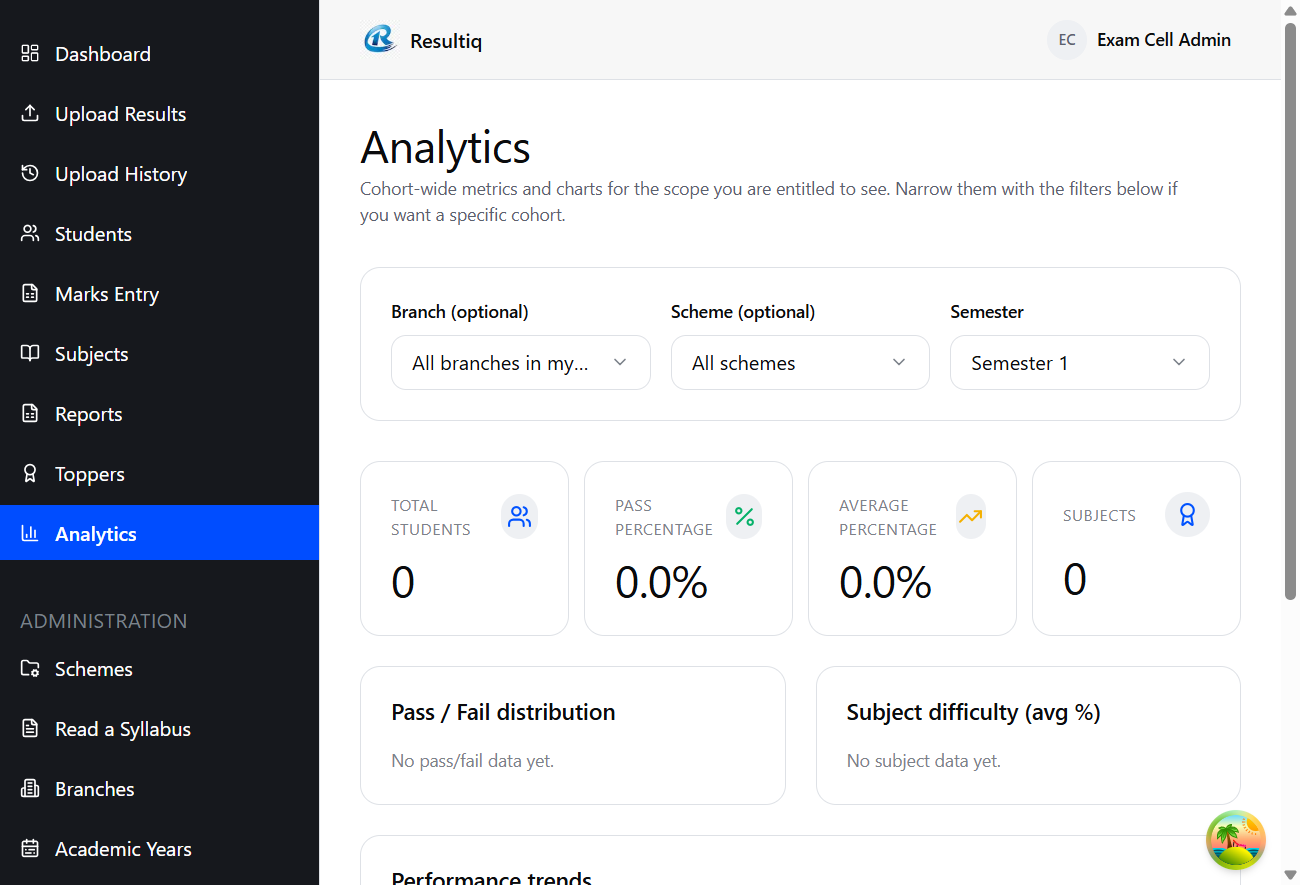 Dashboard
Upload Results
Upload History
Students
Marks Entry
Subjects
Reports
Toppers
Analytics
ADMINISTRATION
Schemes
Read a Syllabus
Branches
Academic Years
Resultiq
EC
Exam Cell Admin
Analytics
Cohort-wide metrics and charts for the scope you are entitled to see. Narrow them with the filters below if
you want a specific cohort.
Branch (optional)
All branches in my...
Scheme (optional)
All schemes
Semester
Semester 1
TOTAL
STUDENTS
0
PASS
PERCENTAGE
0.0%
AVERAGE
PERCENTAGE
0.0%
SUBJECTS
0
Pass / Fail distribution
No pass/fail data yet.
Subject difficulty (avg %)
No subject data yet.
Performance trends